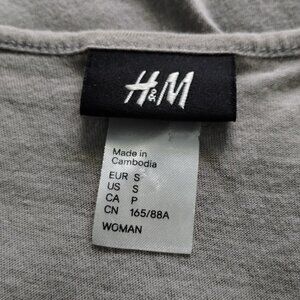 H&M
Made in
Cambodia
EUR S
US S
CA P
CN 165/88A
WOMAN